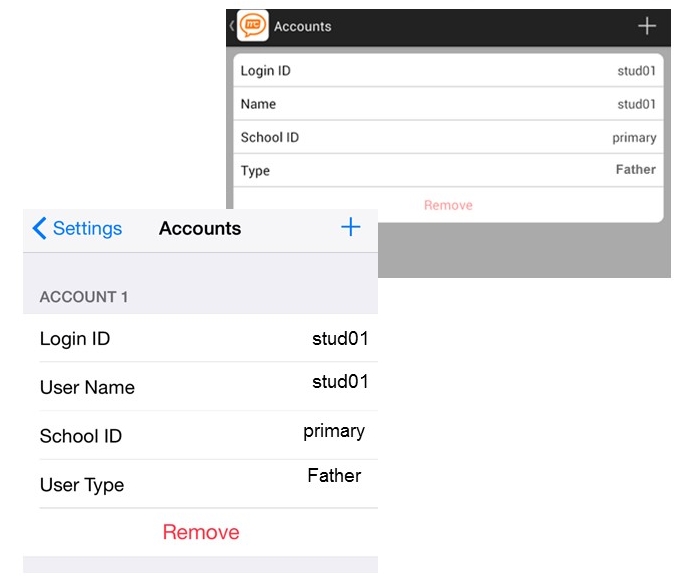 Accounts
Login ID stud01
Name stud01
School ID primary
Type Father
Remove
Settings Accounts
ACCOUNT 1
Login ID stud01
User Name stud01
School ID primary
User Type Father
Remove